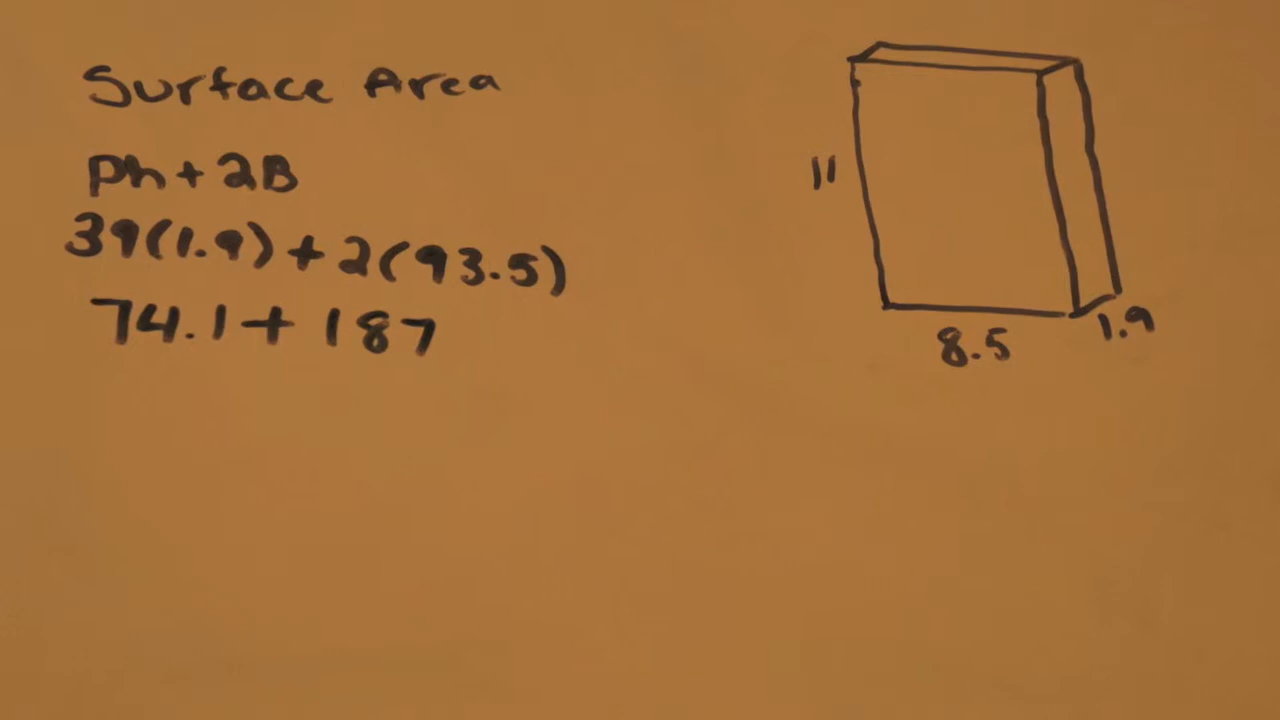 Surface Area
Ph + 2B
39(1.9) + 2(93.5)
74.1 + 187
11
8.5
1.9